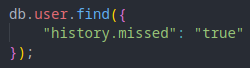 db.user.find({
    "history.missed": "true"
});